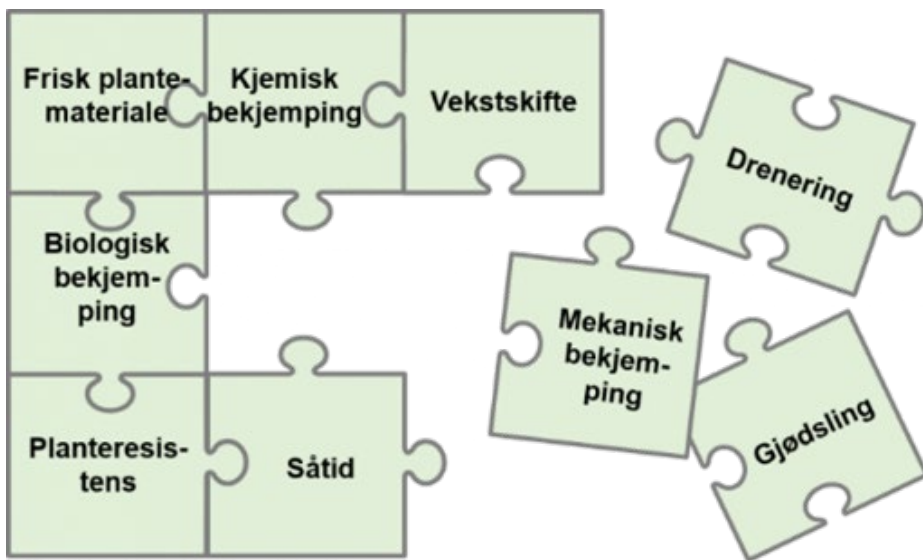 Frisk plante-
materiale
Kjemisk
bekjemping
Vekstskifte
Drenering
Biologisk
bekjem-
ping
Mekanisk
bekjem-
ping
Planteresis-
tens
Såtid
Gjødsling